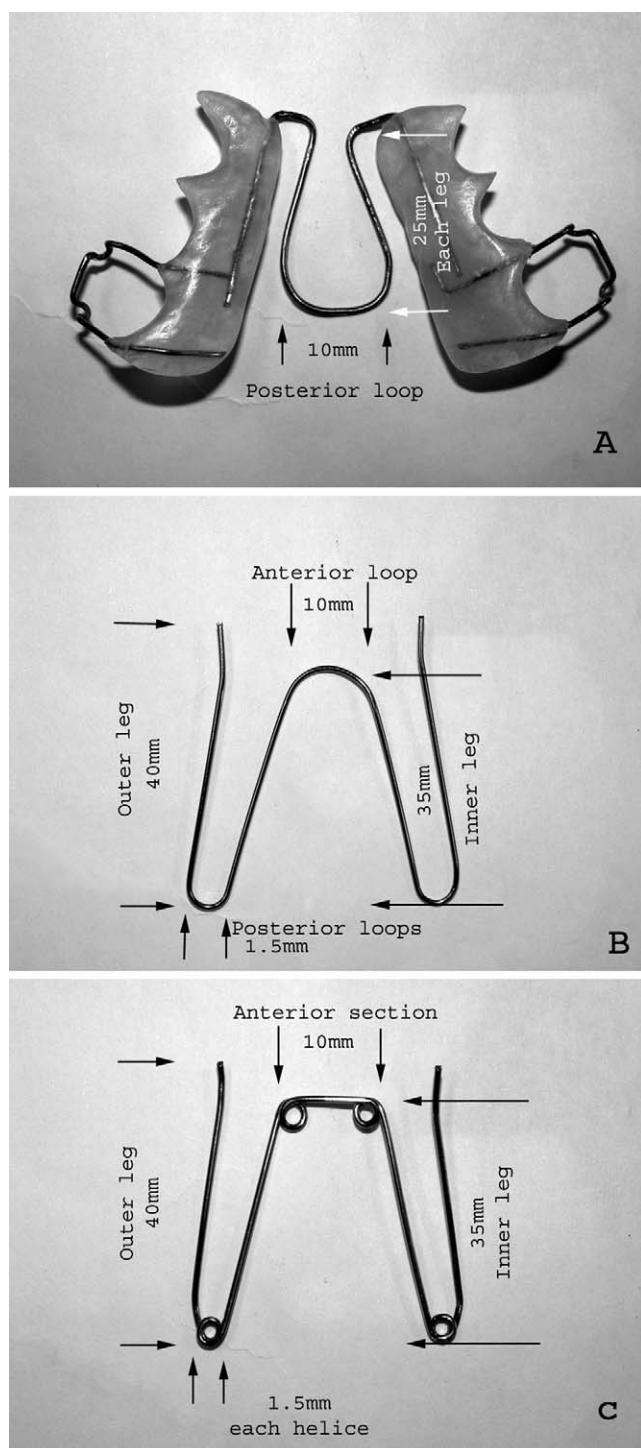 25mm
Each leg
10mm
Posterior loop
A
Anterior loop
10mm
Outer leg
40mm
35mm
Inner leg
Posterior loops
1.5mm
B
Anterior section
10mm
Outer leg
40mm
35mm
Inner leg
1.5mm
each helice
C